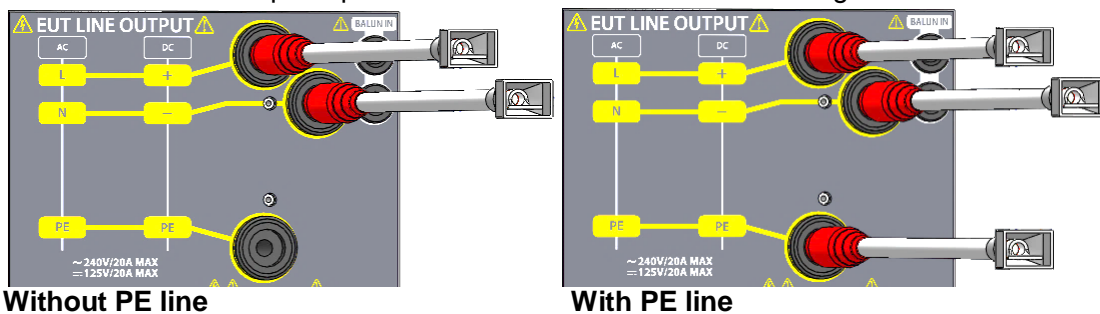 EUT LINE OUTPUT
BALUN IN
AC DC
L +
N −
PE PE
~240V/20A MAX
⎓125V/20A MAX
Without PE line
EUT LINE OUTPUT
BALUN IN
AC DC
L +
N −
PE PE
~240V/20A MAX
⎓125V/20A MAX
With PE line